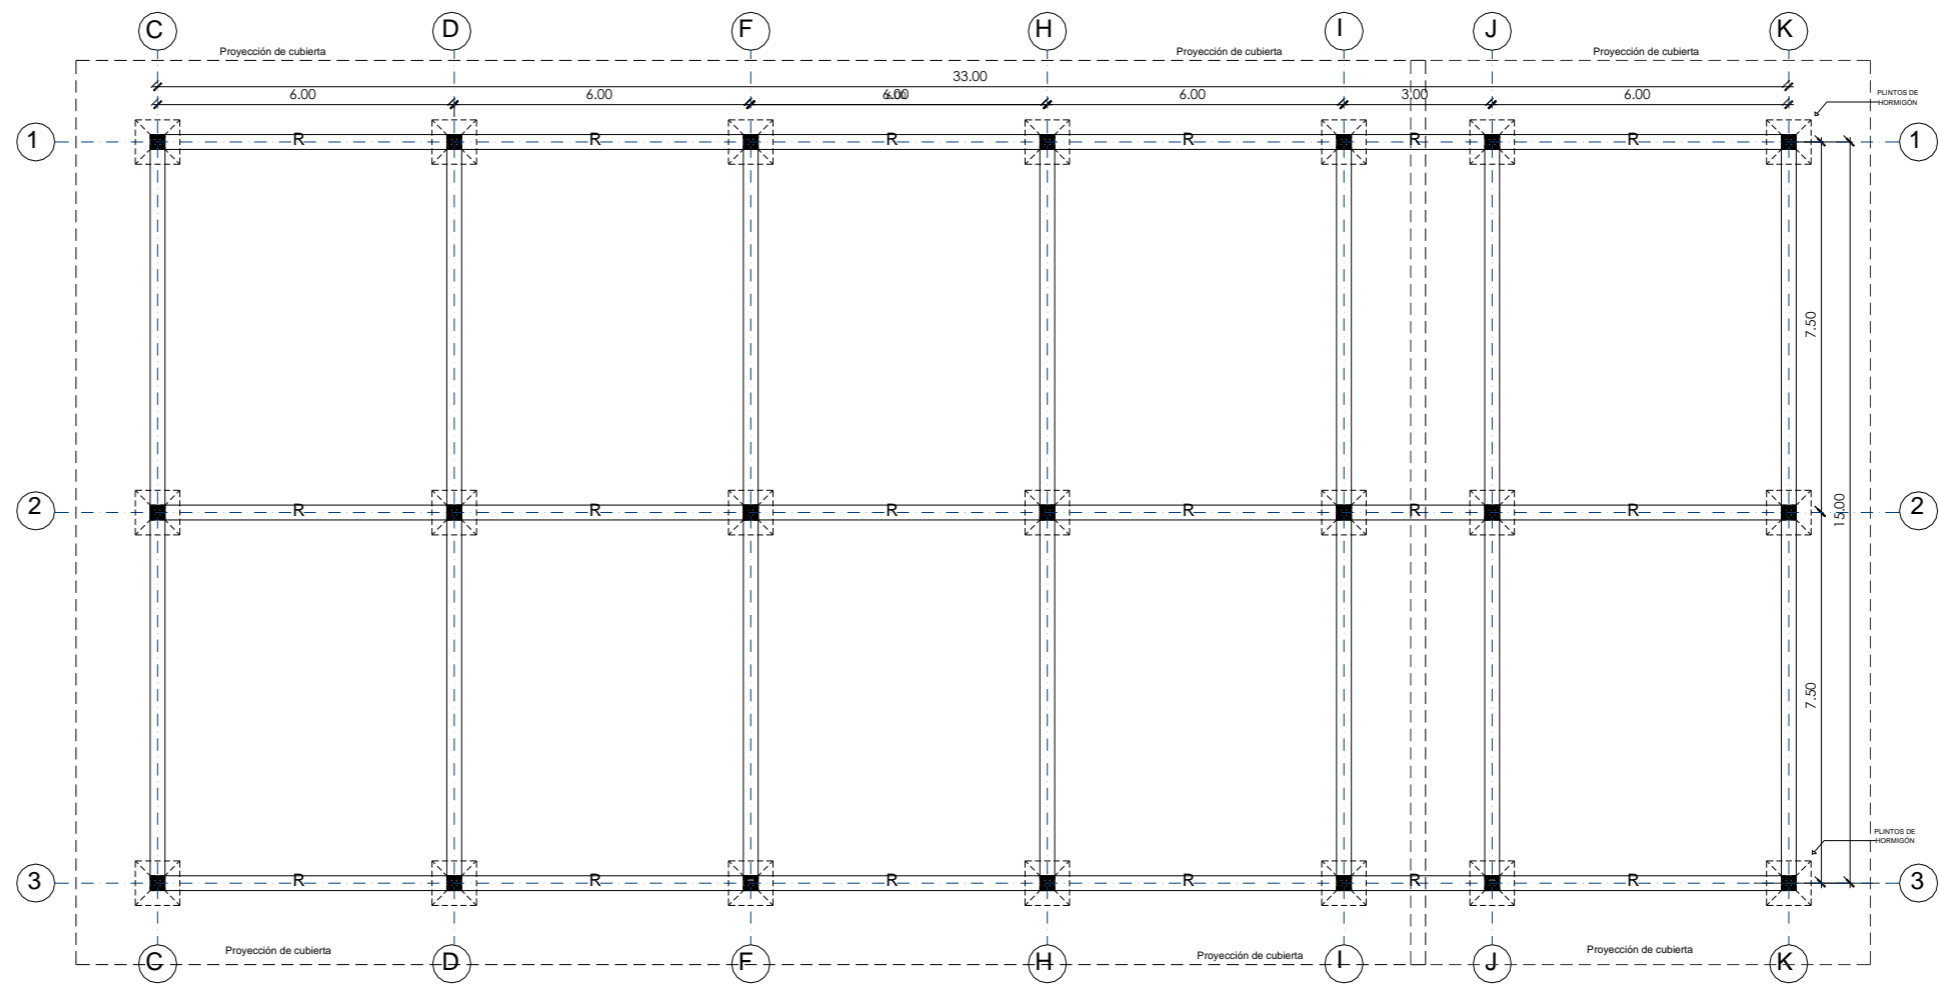 C D F H I J K
Proyección de cubierta Proyección de cubierta Proyección de cubierta
33.00
6.00 6.00 6.00 6.00 3.00 6.00
PLINTOS DE
HORMIGÓN
1 R R R R R R 1
7.50
2 R R R R R R 2
15.00
7.50
PLINTOS DE
HORMIGÓN
3 R R R R R R 3
Proyección de cubierta Proyección de cubierta Proyección de cubierta
C D F H I J K